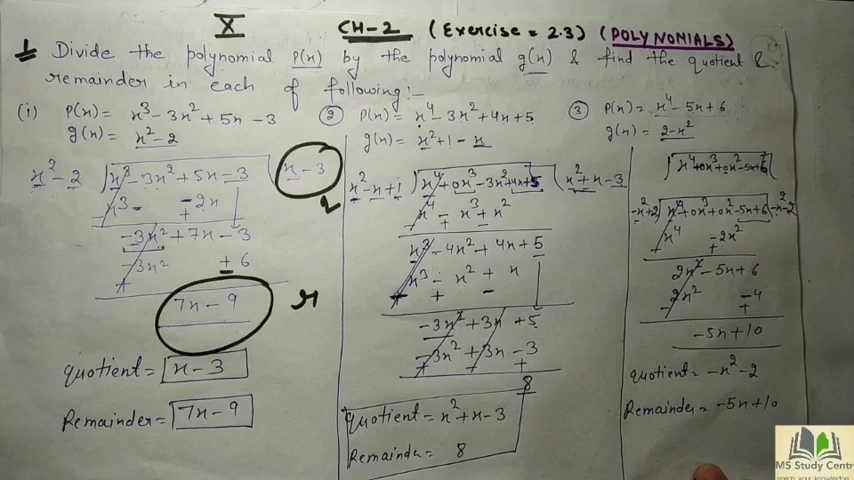 X CH-2 (Exercise = 2.3) (POLYNOMIALS)
1 Divide the polynomial P(x) by the polynomial g(x) & find the quotient &
remainder in each of following:-
(i) P(x) = x³ - 3x² + 5x - 3
g(x) = x² - 2
x² - 2 ) x³ - 3x² + 5x - 3 ( x - 3
x³ - 2x
+
-3x² + 7x - 3
-3x² + 6
+
7x - 9
quotient = x - 3
Remainder = 7x - 9
② P(x) = x⁴ - 3x² + 4x + 5
g(x) = x² + 1 - x
x² - x + 1 ) x⁴ + 0x³ - 3x² + 4x + 5 ( x² + x - 3
x⁴ - x³ + x²
x³ - 4x² + 4x + 5
x³ - x² + x
- + -
-3x² + 3x + 5
-3x² + 3x - 3
+ +
8
quotient = x² + x - 3
Remainder = 8
③ P(x) = x⁴ - 5x + 6
g(x) = 2 - x²
x⁴ + 0x³ + 0x² - 5x + 6
-x² + 2 ) x⁴ + 0x³ + 0x² - 5x + 6 ( -x² - 2
x⁴ - 2x²
+
2x² - 5x + 6
2x² - 4
- +
-5x + 10
quotient = -x² - 2
Remainder = -5x + 10
MS Study Centr